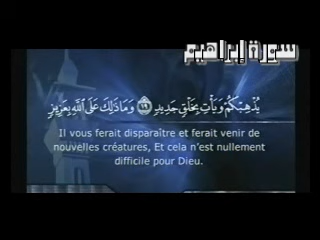 سورة إبراهيم
يُذْهِبْكُمْ وَيَأْتِ بِخَلْقٍ جَدِيدٍ ١٩ وَمَا ذَٰلِكَ عَلَى اللَّهِ بِعَزِيزٍ
Il vous ferait disparaître et ferait venir de
nouvelles créatures, Et cela n'est nullement
difficile pour Dieu.